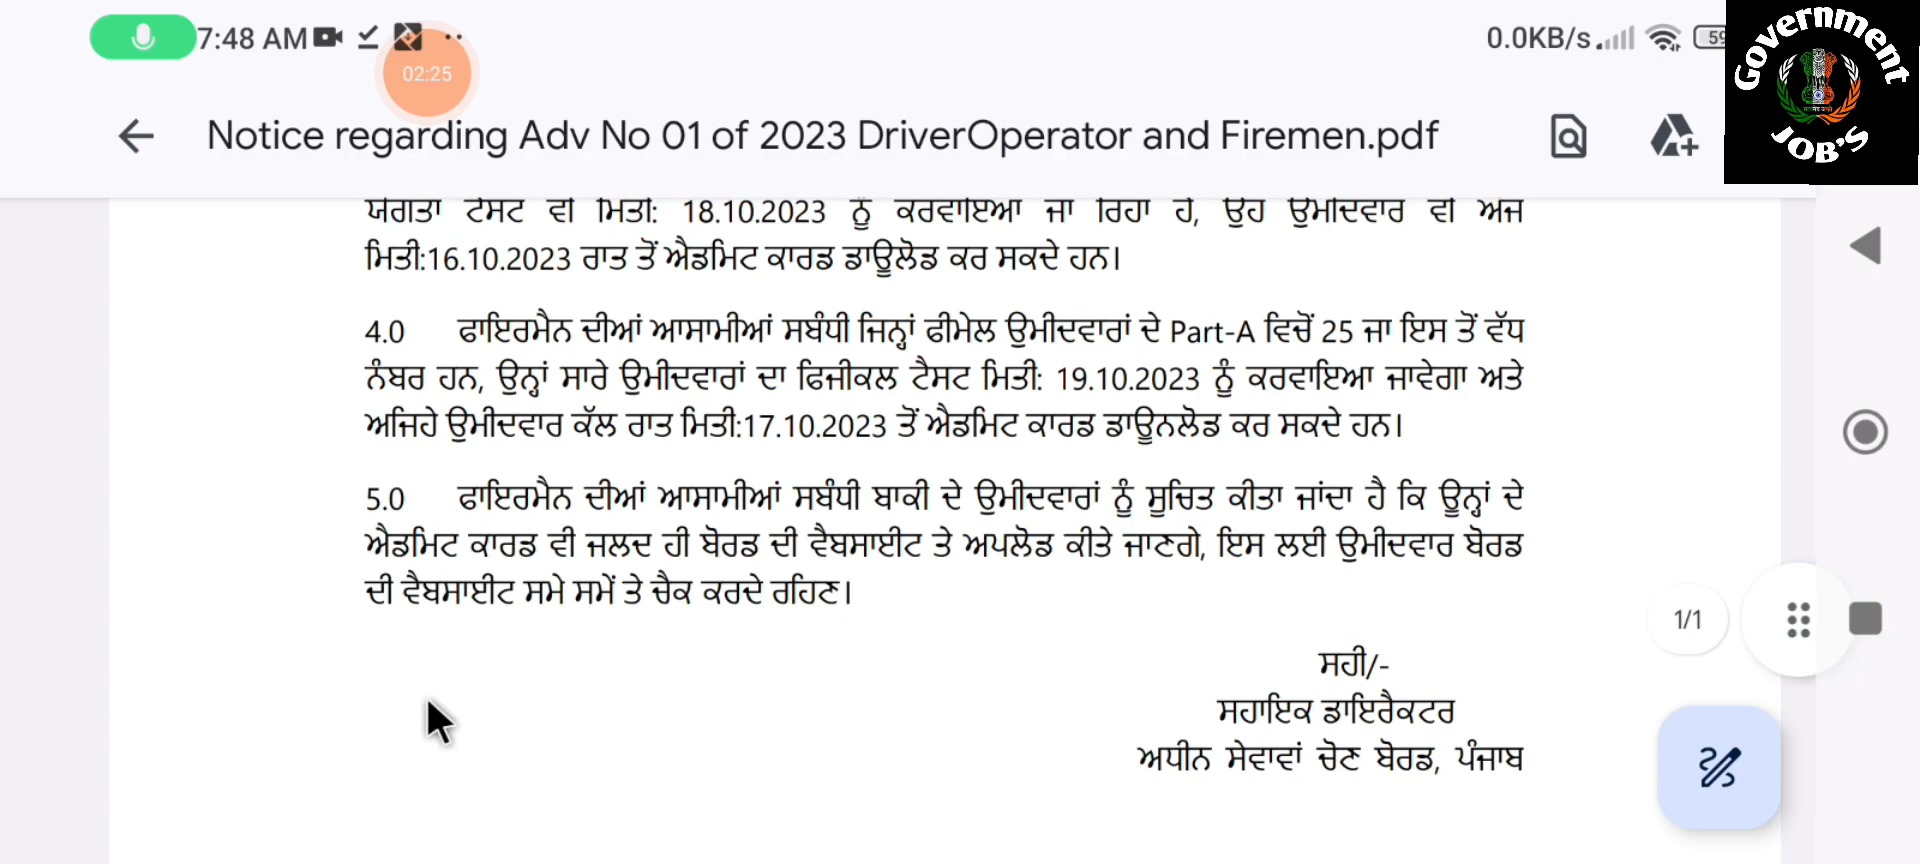 7:48 AM
02:25
0.0KB/s
59
Government
JOB'S
Notice regarding Adv No 01 of 2023 DriverOperator and Firemen.pdf
ਯੋਗਤਾ ਟੈਸਟ ਵੀ ਮਿਤੀ: 18.10.2023 ਨੂੰ ਕਰਵਾਇਆ ਜਾ ਰਿਹਾ ਹੈ, ਉਹ ਉਮੀਦਵਾਰ ਵੀ ਅੱਜ
ਮਿਤੀ:16.10.2023 ਰਾਤ ਤੋਂ ਐਡਮਿਟ ਕਾਰਡ ਡਾਊਲੋਡ ਕਰ ਸਕਦੇ ਹਨ।
4.0 ਫਾਇਰਮੈਨ ਦੀਆਂ ਆਸਾਮੀਆਂ ਸਬੰਧੀ ਜਿਨ੍ਹਾਂ ਫੀਮੇਲ ਉਮੀਦਵਾਰਾਂ ਦੇ Part-A ਵਿਚੋਂ 25 ਜਾ ਇਸ ਤੋਂ ਵੱਧ
ਨੰਬਰ ਹਨ, ਉਨ੍ਹਾਂ ਸਾਰੇ ਉਮੀਦਵਾਰਾਂ ਦਾ ਫਿਜੀਕਲ ਟੈਸਟ ਮਿਤੀ: 19.10.2023 ਨੂੰ ਕਰਵਾਇਆ ਜਾਵੇਗਾ ਅਤੇ
ਅਜਿਹੇ ਉਮੀਦਵਾਰ ਕੱਲ ਰਾਤ ਮਿਤੀ:17.10.2023 ਤੋਂ ਐਡਮਿਟ ਕਾਰਡ ਡਾਊਨਲੋਡ ਕਰ ਸਕਦੇ ਹਨ।
5.0 ਫਾਇਰਮੈਨ ਦੀਆਂ ਆਸਾਮੀਆਂ ਸਬੰਧੀ ਬਾਕੀ ਦੇ ਉਮੀਦਵਾਰਾਂ ਨੂੰ ਸੂਚਿਤ ਕੀਤਾ ਜਾਂਦਾ ਹੈ ਕਿ ਊਨ੍ਹਾਂ ਦੇ
ਐਡਮਿਟ ਕਾਰਡ ਵੀ ਜਲਦ ਹੀ ਬੋਰਡ ਦੀ ਵੈਬਸਾਈਟ ਤੇ ਅਪਲੋਡ ਕੀਤੇ ਜਾਣਗੇ, ਇਸ ਲਈ ਉਮੀਦਵਾਰ ਬੋਰਡ
ਦੀ ਵੈਬਸਾਈਟ ਸਮੇ ਸਮੇਂ ਤੇ ਚੈਕ ਕਰਦੇ ਰਹਿਣ।
1/1
ਸਹੀ/-
ਸਹਾਇਕ ਡਾਇਰੈਕਟਰ
ਅਧੀਨ ਸੇਵਾਵਾਂ ਚੋਣ ਬੋਰਡ, ਪੰਜਾਬ